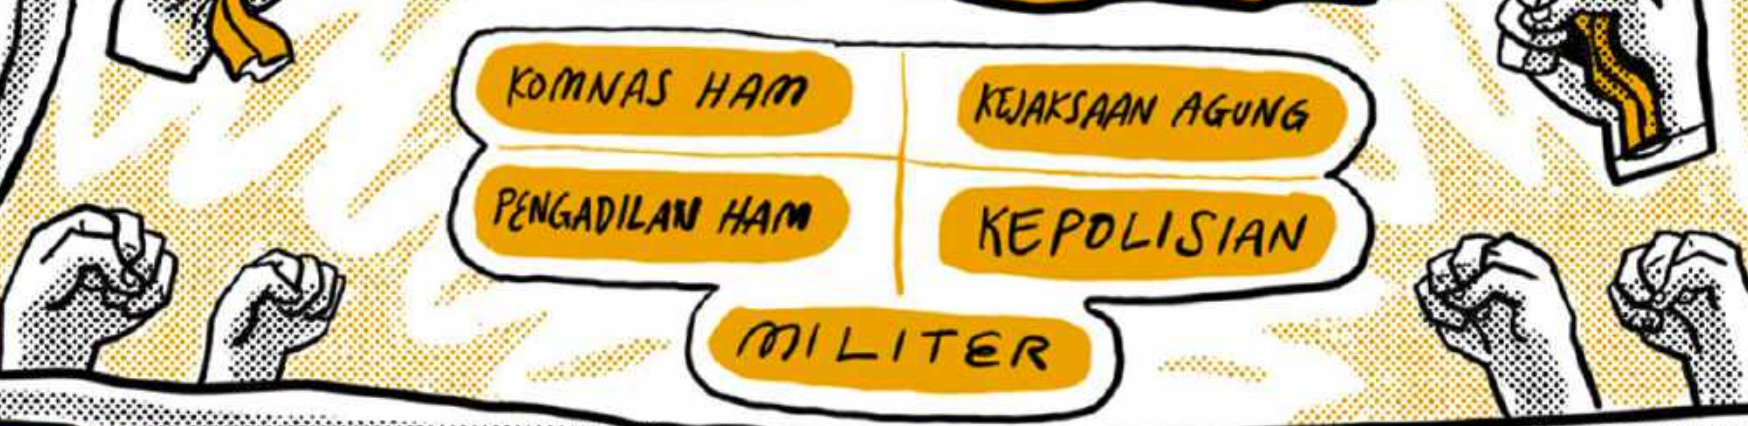 KOMNAS HAM
KEJAKSAAN AGUNG
PENGADILAN HAM
KEPOLISIAN
MILITER